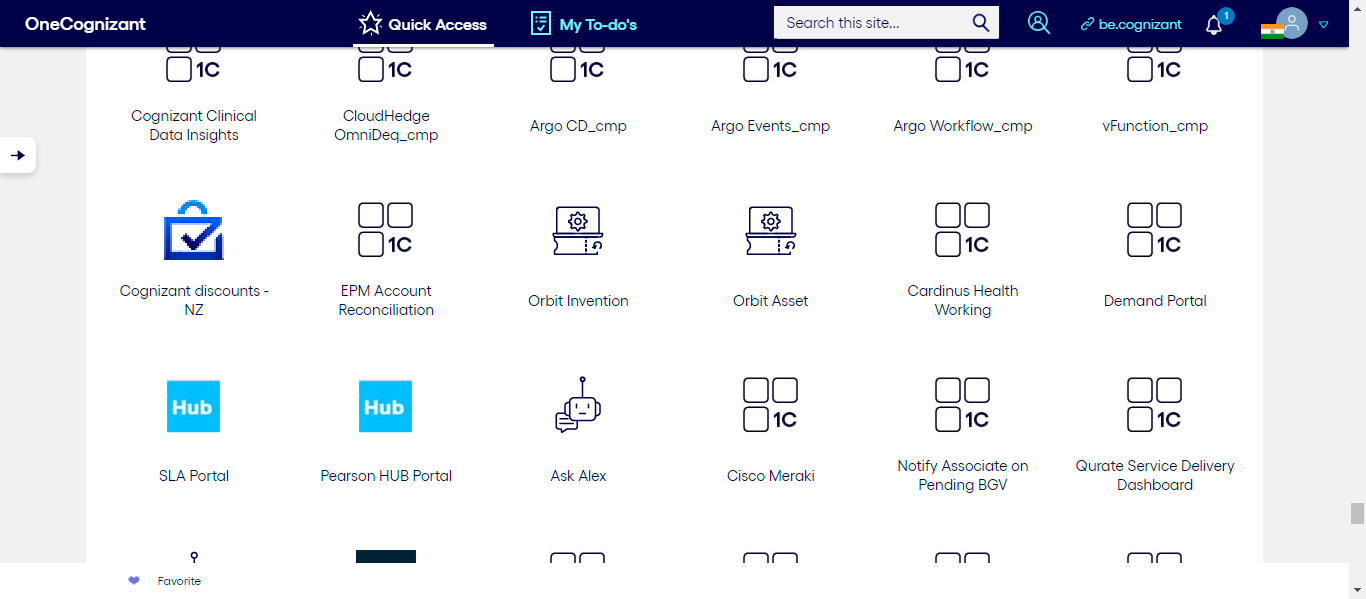 OneCognizant
Quick Access
My To-do's
Search this site...
be.cognizant
1
1C
1C
1C
1C
1C
1C
Cognizant Clinical
Data Insights
CloudHedge
OmniDeq_cmp
Argo CD_cmp
Argo Events_cmp
Argo Workflow_cmp
vFunction_cmp
1C
1C
1C
Cognizant discounts -
NZ
EPM Account
Reconciliation
Orbit Invention
Orbit Asset
Cardinus Health
Working
Demand Portal
Hub
Hub
1C
1C
1C
SLA Portal
Pearson HUB Portal
Ask Alex
Cisco Meraki
Notify Associate on
Pending BGV
Qurate Service Delivery
Dashboard
Favorite